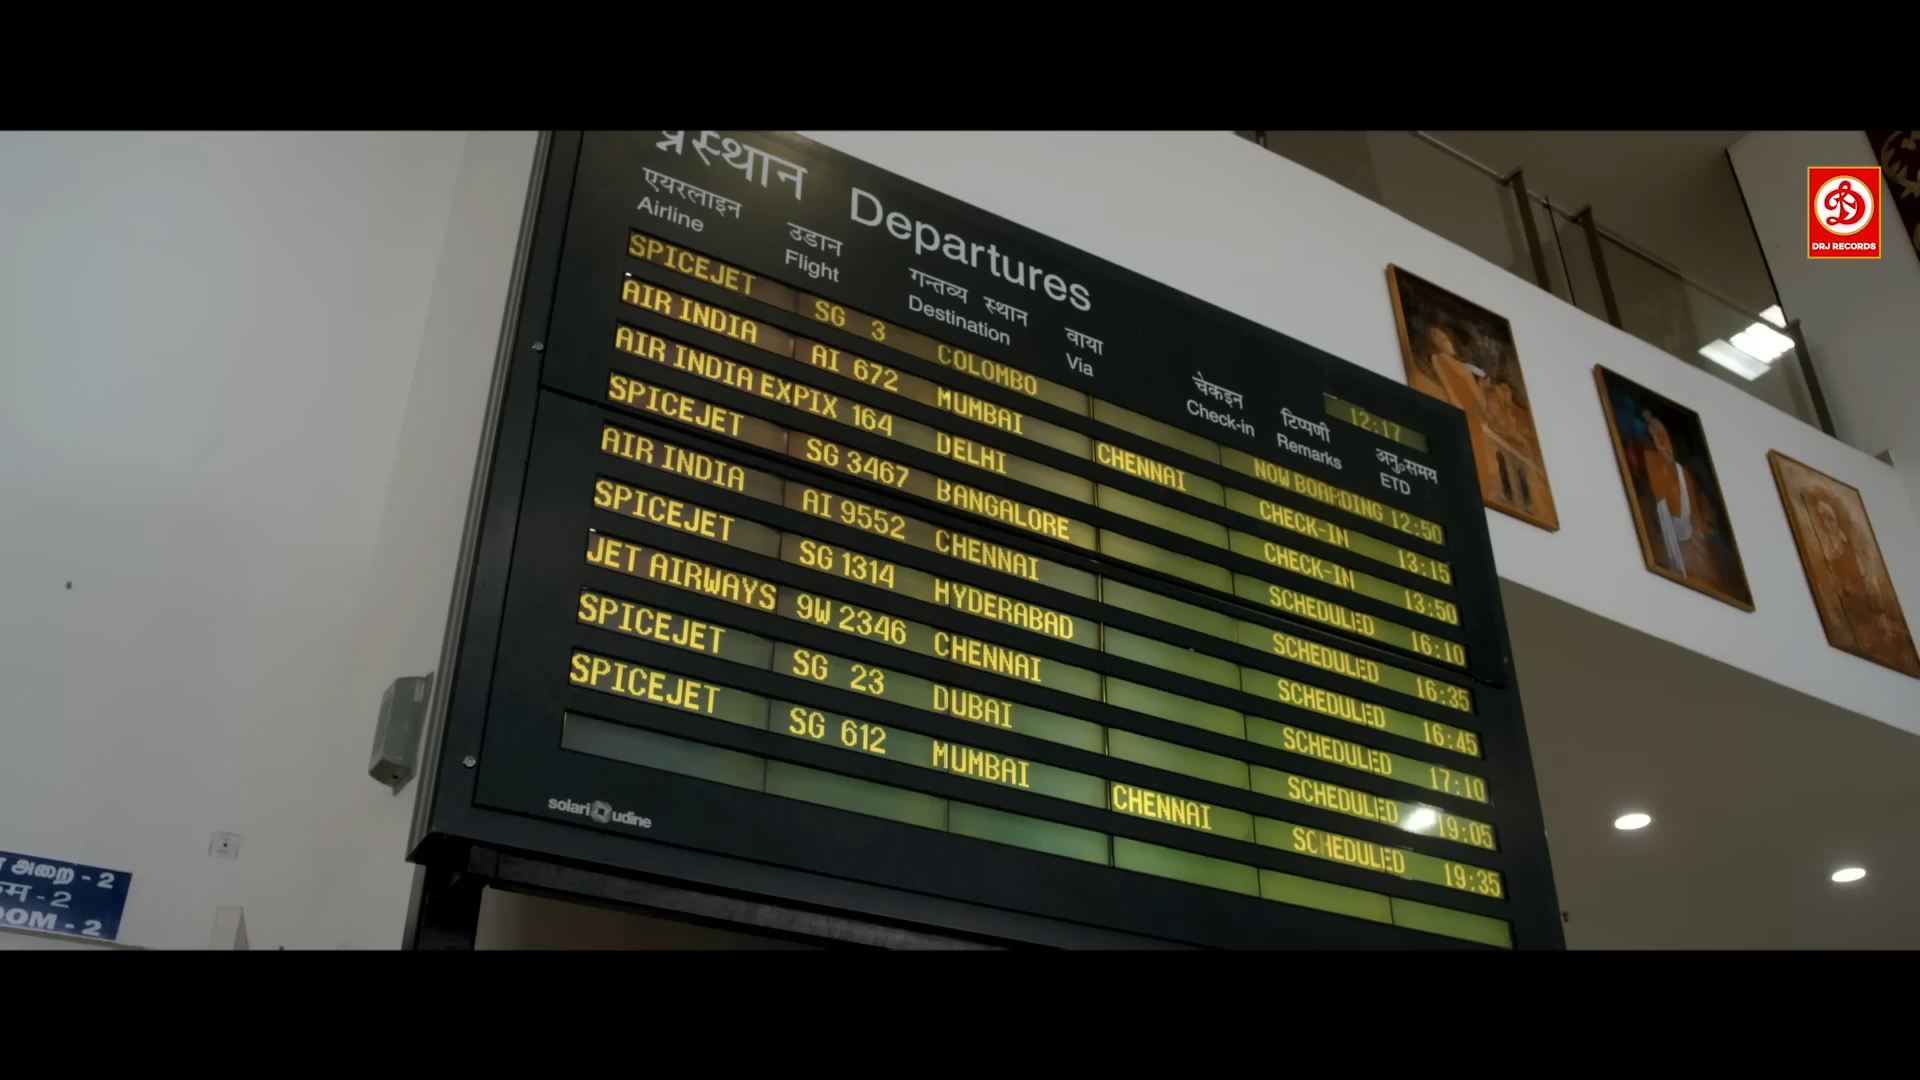 प्रस्थान Departures
एयरलाइन उडान गन्तव्य स्थान वाया चेकइन टिप्पणी अनु०समय
Airline Flight Destination Via Check-in Remarks ETD
12:17
SPICEJET SG 3 COLOMBO NOW BOARDING 12:50
AIR INDIA AI 672 MUMBAI CHENNAI CHECK-IN 13:15
AIR INDIA EXPIX 164 DELHI CHECK-IN 13:50
SPICEJET SG 3467 BANGALORE SCHEDULED 16:10
AIR INDIA AI 9552 CHENNAI SCHEDULED 16:35
SPICEJET SG 1314 HYDERABAD SCHEDULED 16:45
JET AIRWAYS 9W 2346 CHENNAI SCHEDULED 17:10
SPICEJET SG 23 DUBAI SCHEDULED 19:05
SPICEJET SG 612 MUMBAI CHENNAI SCHEDULED 19:35
solari udine
DRJ RECORDS
அறை - 2
- 2
OOM - 2